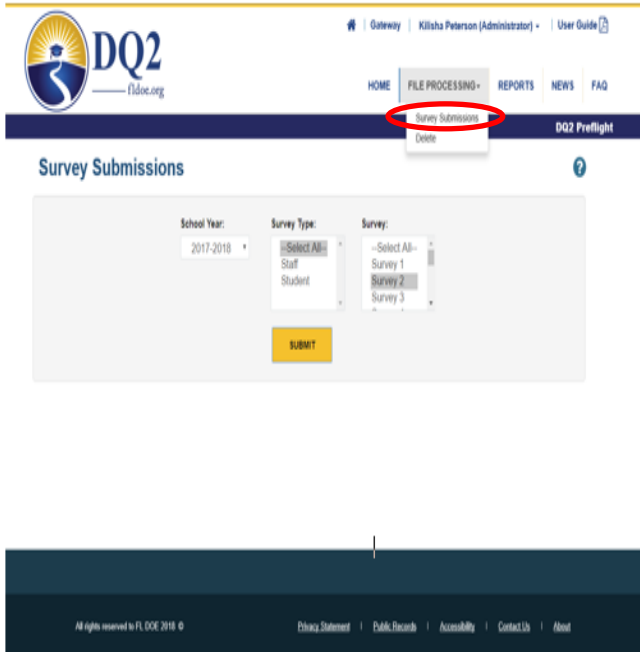 Gateway | Kilisha Peterson (Administrator) | User Guide
DQ2
fldoe.org
HOME FILE PROCESSING REPORTS NEWS FAQ
Survey Submissions
Delete
DQ2 Preflight
Survey Submissions
?
School Year: Survey Type: Survey:
2017-2018 --Select All-- --Select All--
Staff Survey 1
Student Survey 2
Survey 3
SUBMIT
All rights reserved to FL DOE 2018 © Privacy Statement | Public Records | Accessibility | Contact Us | About